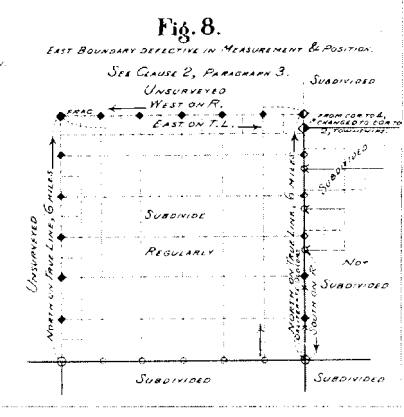 Fig. 8.
EAST BOUNDARY DEFECTIVE IN MEASUREMENT & POSITION.
SEE CLAUSE 2, PARAGRAPH 3.
SUBDIVIDED
UNSURVEYED
WEST ON R.
FRAC.
EAST ON T.L.
FROM COR TO 4,
CHANGED TO COR TO
2, TOWNSHIPS.
SUBDIVIDED
UNSURVEYED
NORTH ON TRUE LINE, 6 MILES
SUBDIVIDE
REGULARLY
NORTH ON TRUE LINE, 6 MILES
SOUTH ON R.
NOT
SUBDIVIDED
SUBDIVIDED
SUBDIVIDED